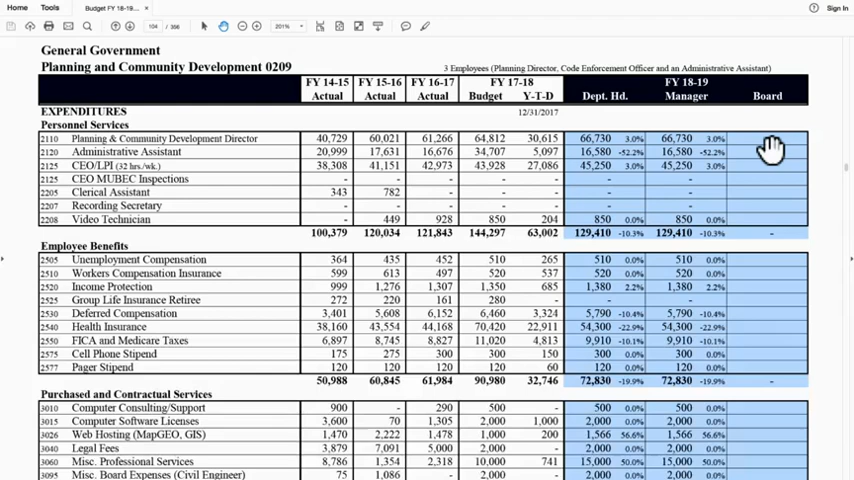 Home Tools Budget FY 18-19... × Sign In
104 / 356 201%
General Government
Planning and Community Development 0209 3 Employees (Planning Director, Code Enforcement Officer and an Administrative Assistant)
FY 14-15 FY 15-16 FY 16-17 FY 17-18 FY 18-19
Actual Actual Actual Budget Y-T-D Dept. Hd. Manager Board
EXPENDITURES 12/31/2017
Personnel Services
2110 Planning & Community Development Director 40,729 60,021 61,266 64,812 30,615 66,730 3.0% 66,730 3.0%
2120 Administrative Assistant 20,999 17,631 16,676 34,707 5,097 16,580 -52.2% 16,580 -52.2%
2125 CEO/LPI (32 hrs./wk.) 38,308 41,151 42,973 43,928 27,086 45,250 3.0% 45,250 3.0%
2125 CEO MUBEC Inspections - - - - - - -
2205 Clerical Assistant 343 782 - - - - -
2207 Recording Secretary - - - - - - -
2208 Video Technician - 449 928 850 204 850 0.0% 850 0.0%
100,379 120,034 121,843 144,297 63,002 129,410 -10.3% 129,410 -10.3% -
Employee Benefits
2505 Unemployment Compensation 364 435 452 510 265 510 0.0% 510 0.0%
2510 Workers Compensation Insurance 599 613 497 520 537 520 0.0% 520 0.0%
2520 Income Protection 999 1,276 1,307 1,350 685 1,380 2.2% 1,380 2.2%
2525 Group Life Insurance Retiree 272 220 161 280 - - -
2530 Deferred Compensation 3,401 5,608 6,122 6,460 3,324 5,790 -10.4% 5,790 -10.4%
2540 Health Insurance 38,160 43,554 44,168 70,420 22,911 54,300 -22.9% 54,300 -22.9%
2550 FICA and Medicare Taxes 6,897 8,745 8,827 11,020 4,813 9,910 -10.1% 9,910 -10.1%
2575 Cell Phone Stipend 175 275 300 300 150 300 0.0% 300 0.0%
2577 Pager Stipend 120 120 120 120 60 120 0.0% 120 0.0%
50,988 60,845 61,984 90,980 32,746 72,830 -19.9% 72,830 -19.9% -
Purchased and Contractual Services
3010 Computer Consulting/Support 900 - 290 500 - 500 0.0% 500 0.0%
3015 Computer Software Licenses 3,600 70 1,305 2,000 1,000 2,000 0.0% 2,000 0.0%
3026 Web Hosting (MapGEO, GIS) 1,470 2,222 1,478 1,000 200 1,566 56.6% 1,566 56.6%
3040 Legal Fees 3,879 7,091 5,000 2,000 - 2,000 0.0% 2,000 0.0%
3060 Misc. Professional Services 8,786 1,354 2,318 10,000 741 15,000 50.0% 15,000 50.0%
3095 Misc. Board Expenses (Civil Engineer) 75 1,086 - 2,000 - 2,000 0.0% 2,000 0.0%